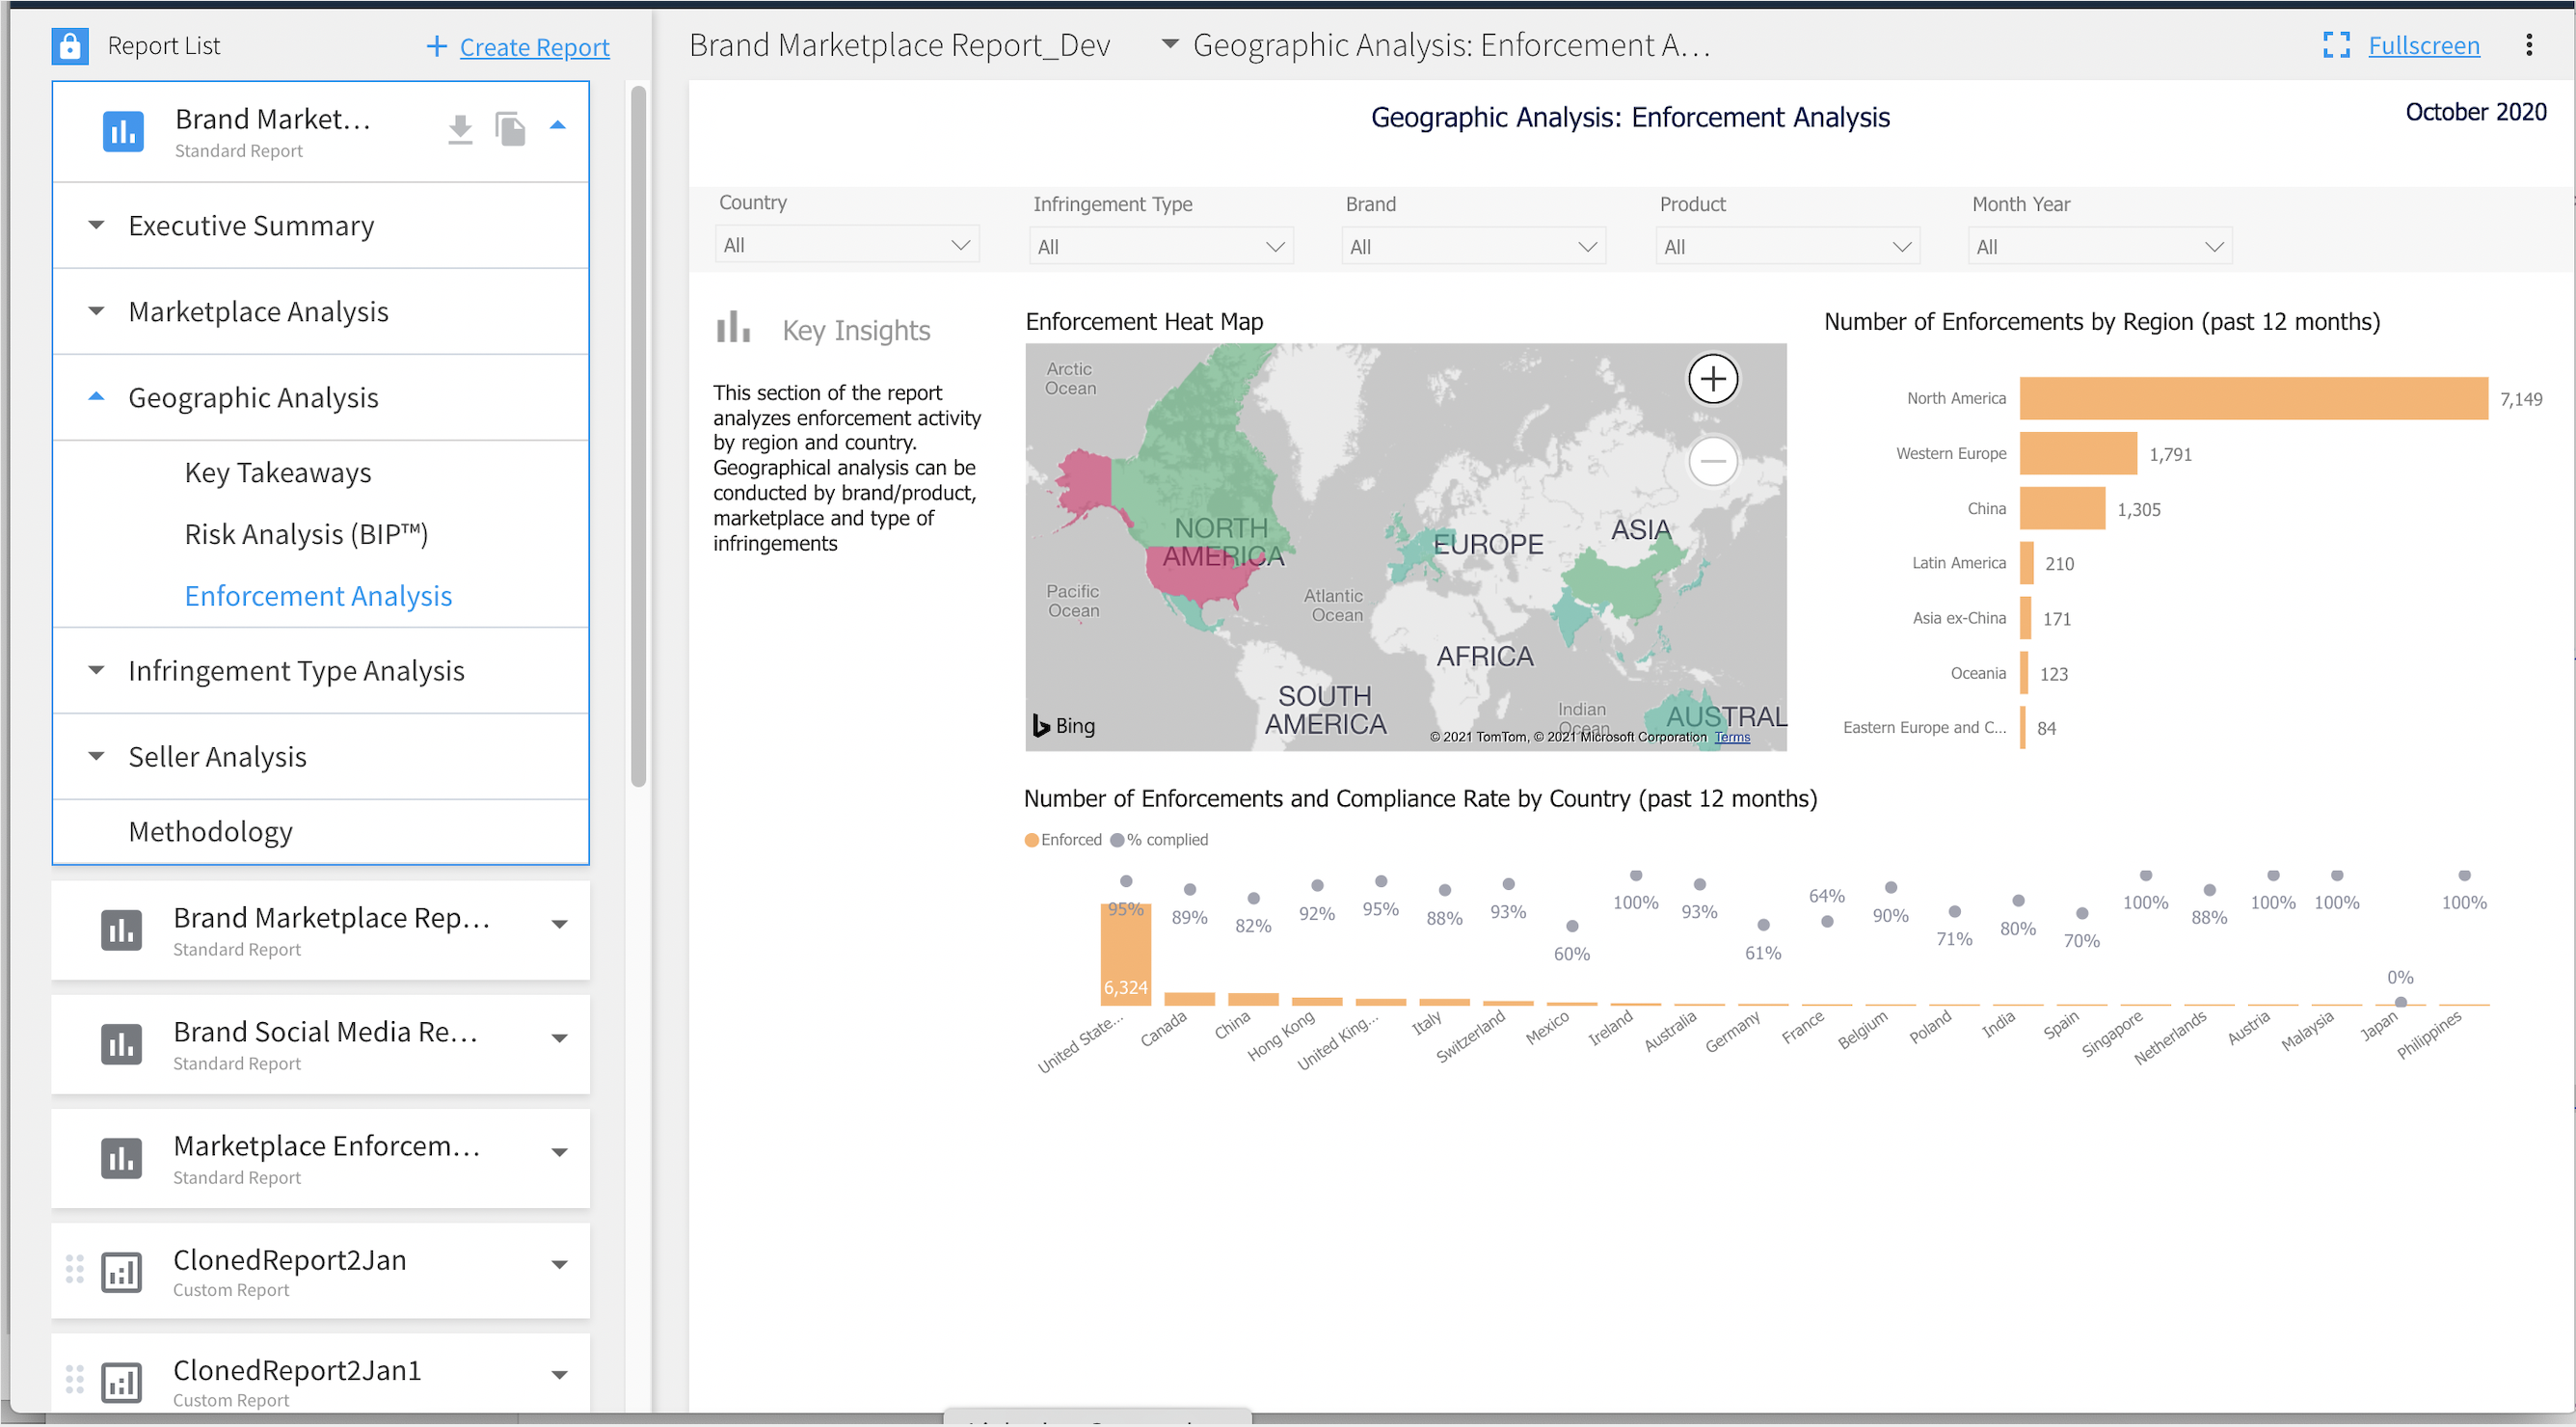 Report List
+ Create Report
Brand Market...
Standard Report
Executive Summary
Marketplace Analysis
Geographic Analysis
Key Takeaways
Risk Analysis (BIP™)
Enforcement Analysis
Infringement Type Analysis
Seller Analysis
Methodology
Brand Marketplace Rep...
Standard Report
Brand Social Media Re...
Standard Report
Marketplace Enforcem...
Standard Report
ClonedReport2Jan
Custom Report
ClonedReport2Jan1
Custom Report
Brand Marketplace Report_Dev
Geographic Analysis: Enforcement A...
Fullscreen
Geographic Analysis: Enforcement Analysis
October 2020
Country
All
Infringement Type
All
Brand
All
Product
All
Month Year
All
Key Insights
This section of the report
analyzes enforcement activity
by region and country.
Geographical analysis can be
conducted by brand/product,
marketplace and type of
infringements
Enforcement Heat Map
Arctic
Ocean
NORTH
AMERICA
EUROPE
ASIA
Pacific
Ocean
Atlantic
Ocean
AFRICA
SOUTH
AMERICA
Indian
Ocean
AUSTRAL
Bing
© 2021 TomTom, © 2021 Microsoft Corporation Terms
Number of Enforcements by Region (past 12 months)
North America 7,149
Western Europe 1,791
China 1,305
Latin America 210
Asia ex-China 171
Oceania 123
Eastern Europe and C... 84
Number of Enforcements and Compliance Rate by Country (past 12 months)
Enforced % complied
95% 89% 82% 92% 95% 88% 93% 60% 100% 93% 61% 64% 90% 71% 80% 70% 100% 88% 100% 100% 0% 100%
6,324
United State... Canada China Hong Kong United King... Italy Switzerland Mexico Ireland Australia Germany France Belgium Poland India Spain Singapore Netherlands Austria Malaysia Japan Philippines